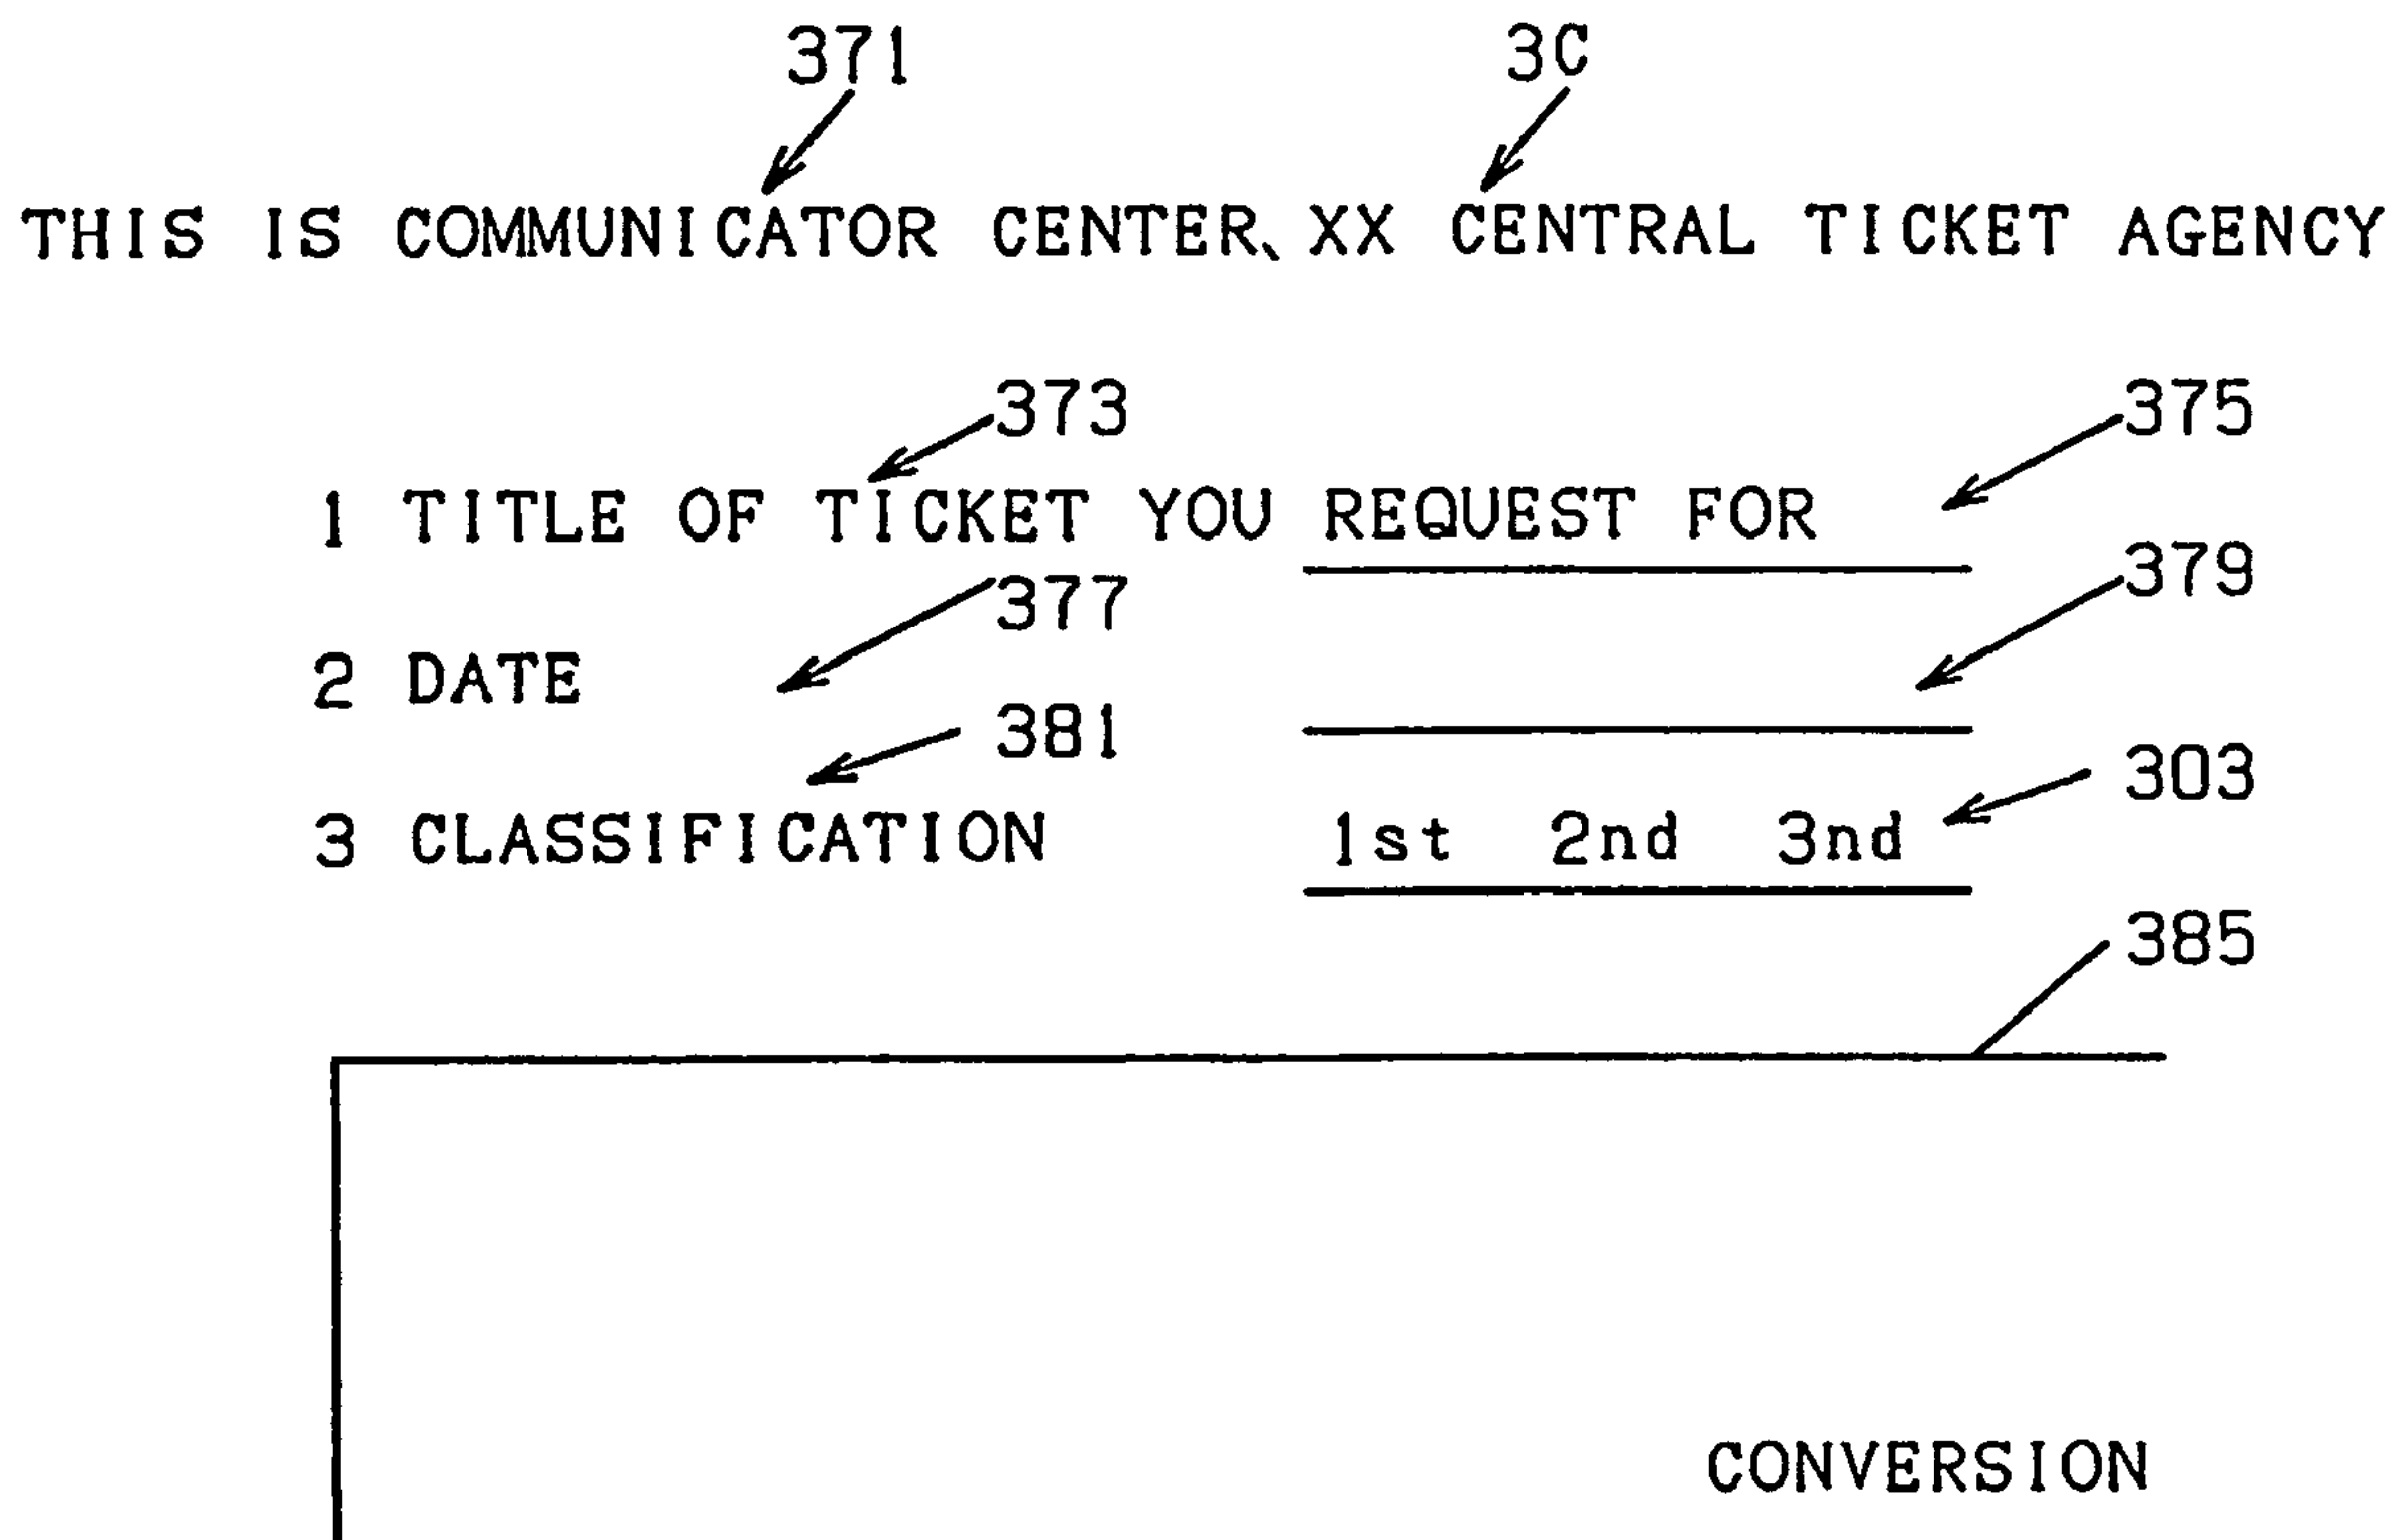 371 3C
THIS IS COMMUNICATOR CENTER、XX CENTRAL TICKET AGENCY
373 375
1 TITLE OF TICKET YOU REQUEST FOR
377 379
2 DATE
381 303
3 CLASSIFICATION 1st 2nd 3nd
385
CONVERSION